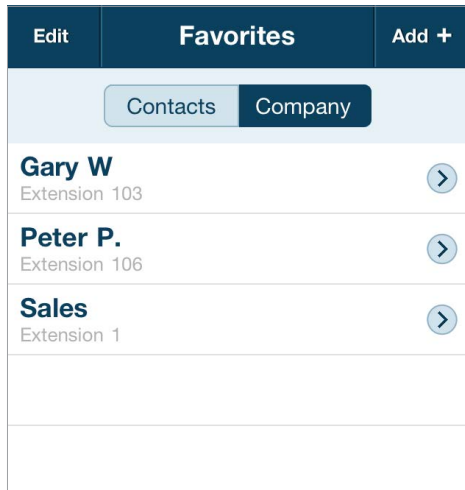 Edit Favorites Add +
Contacts Company
Gary W
Extension 103
Peter P.
Extension 106
Sales
Extension 1